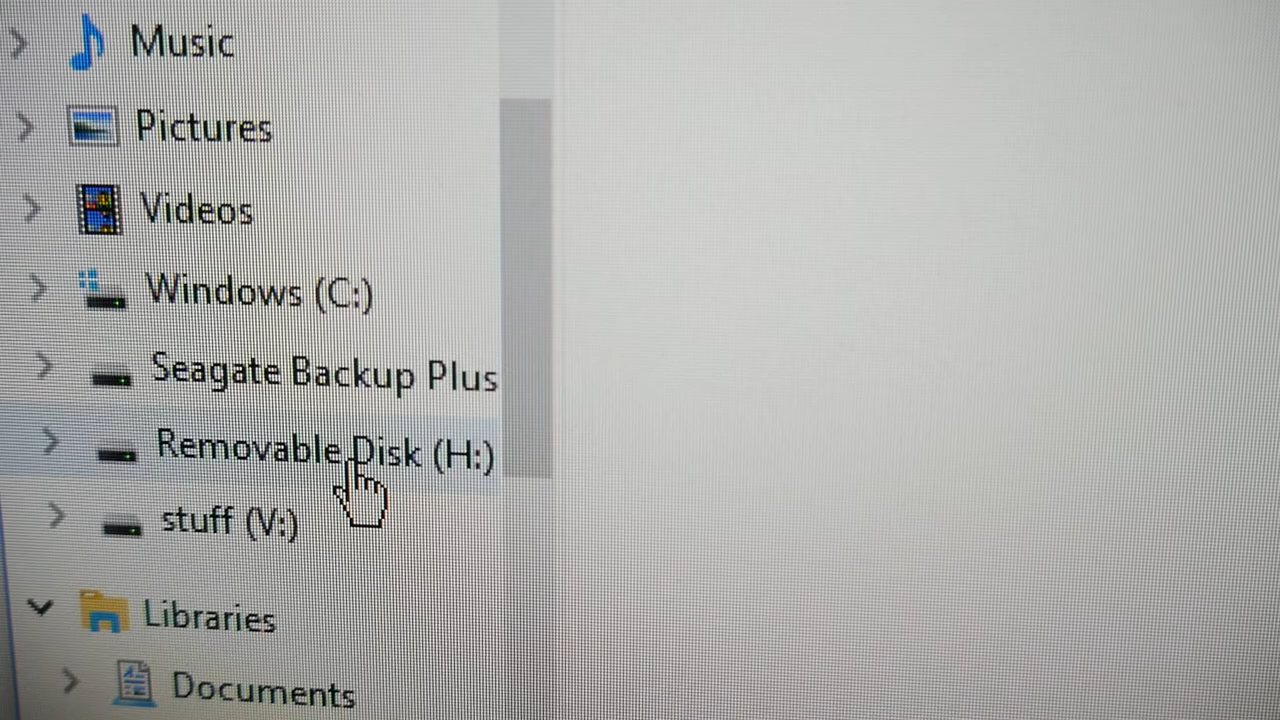 Music
Pictures
Videos
Windows (C:)
Seagate Backup Plus
Removable Disk (H:)
stuff (V:)
Libraries
Documents